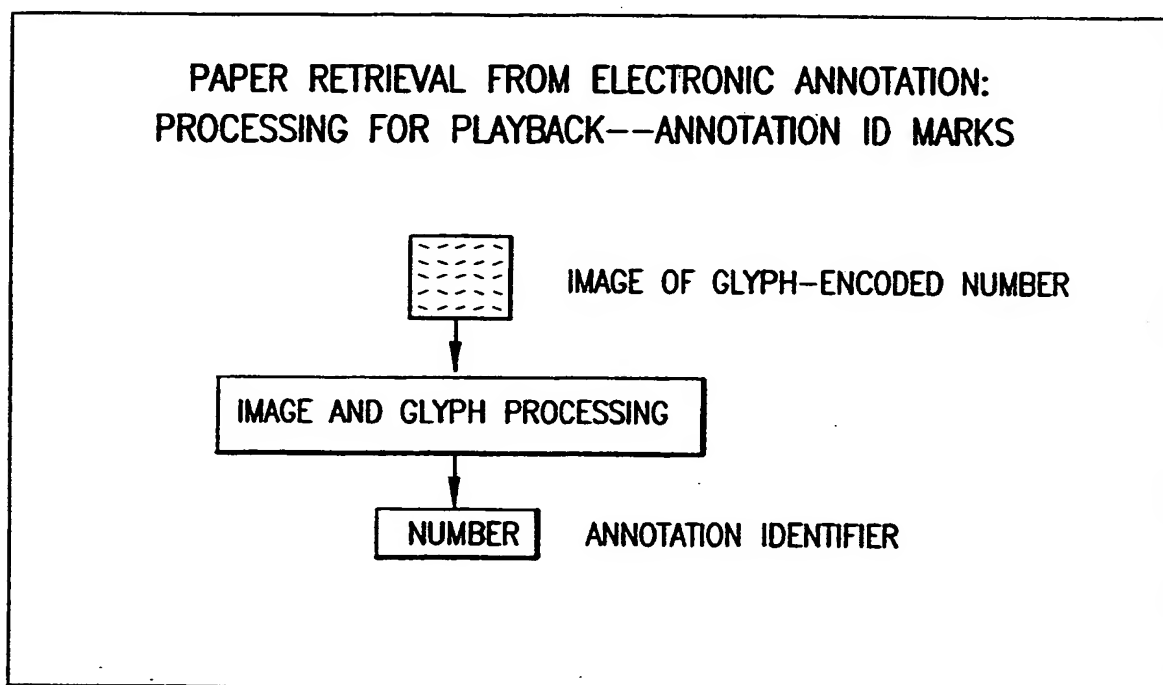 PAPER RETRIEVAL FROM ELECTRONIC ANNOTATION:
PROCESSING FOR PLAYBACK--ANNOTATION ID MARKS
IMAGE OF GLYPH-ENCODED NUMBER
IMAGE AND GLYPH PROCESSING
NUMBER
ANNOTATION IDENTIFIER